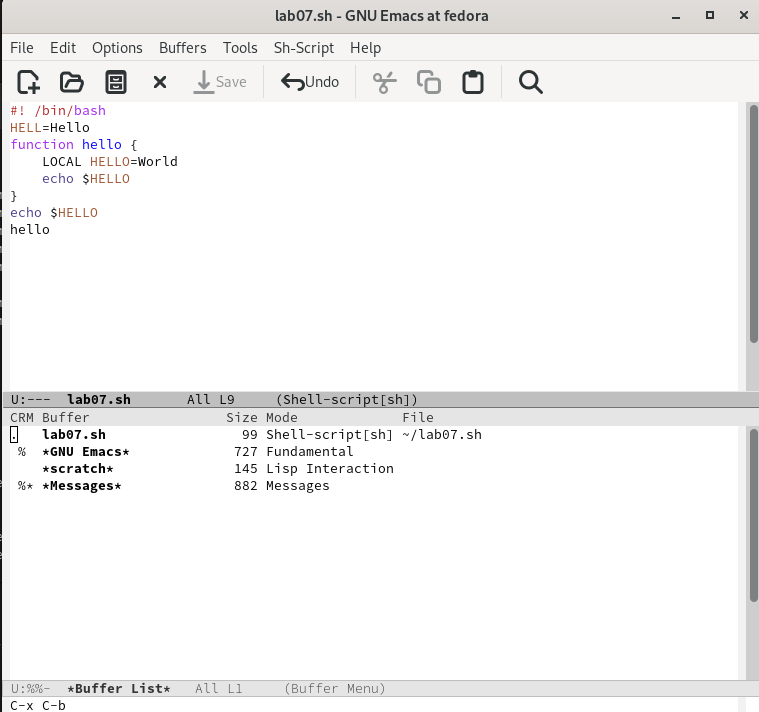 lab07.sh - GNU Emacs at fedora
File Edit Options Buffers Tools Sh-Script Help
Save Undo
#! /bin/bash
HELL=Hello
function hello {
    LOCAL HELLO=World
    echo $HELLO
}
echo $HELLO
hello
U:--- lab07.sh All L9 (Shell-script[sh])
CRM Buffer Size Mode File
. lab07.sh 99 Shell-script[sh] ~/lab07.sh
% *GNU Emacs* 727 Fundamental
*scratch* 145 Lisp Interaction
%* *Messages* 882 Messages
U:%%- *Buffer List* All L1 (Buffer Menu)
C-x C-b